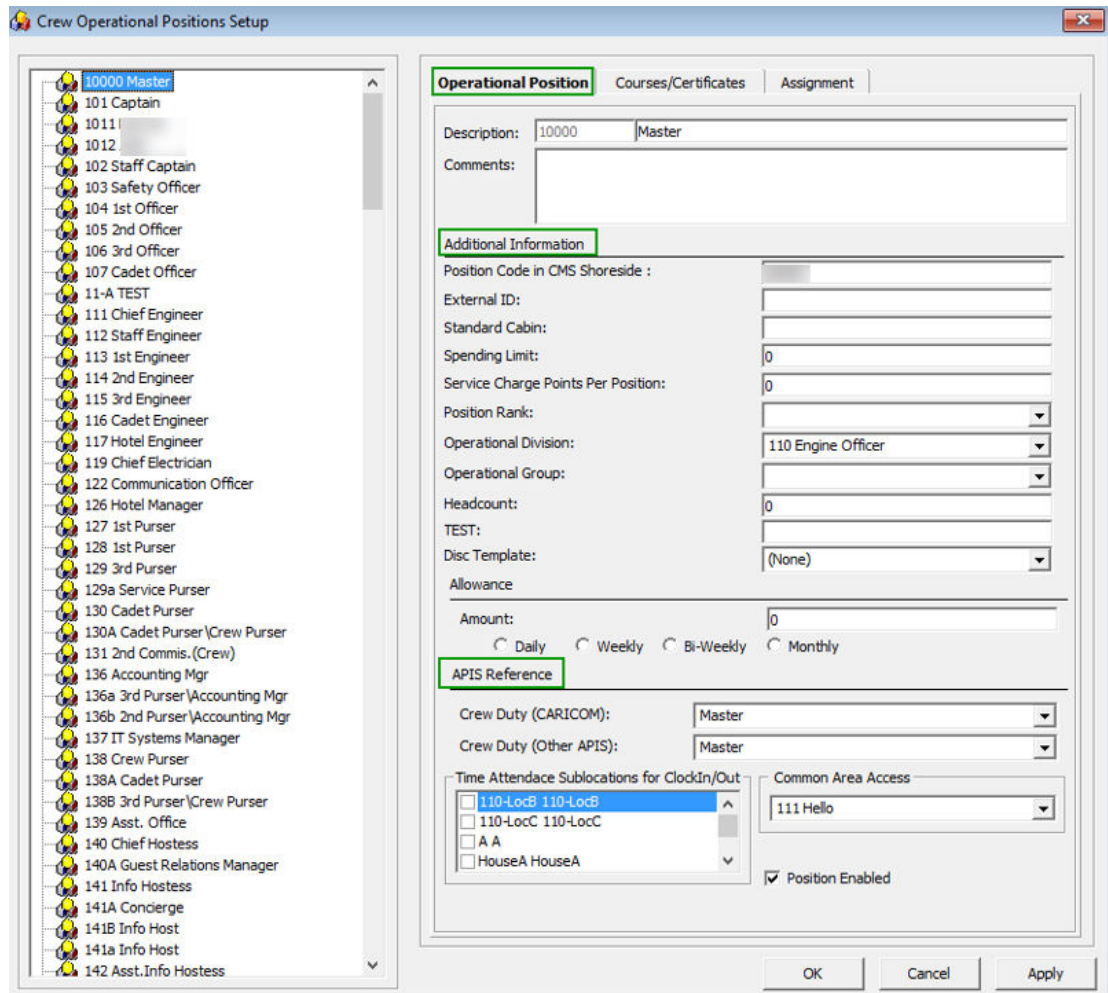 Crew Operational Positions Setup
10000 Master
101 Captain
1011
1012
102 Staff Captain
103 Safety Officer
104 1st Officer
105 2nd Officer
106 3rd Officer
107 Cadet Officer
11-A TEST
111 Chief Engineer
112 Staff Engineer
113 1st Engineer
114 2nd Engineer
115 3rd Engineer
116 Cadet Engineer
117 Hotel Engineer
119 Chief Electrician
122 Communication Officer
126 Hotel Manager
127 1st Purser
128 1st Purser
129 3rd Purser
129a Service Purser
130 Cadet Purser
130A Cadet Purser\Crew Purser
131 2nd Commis.(Crew)
136 Accounting Mgr
136a 3rd Purser\Accounting Mgr
136b 2nd Purser\Accounting Mgr
137 IT Systems Manager
138 Crew Purser
138A Cadet Purser
138B 3rd Purser\Crew Purser
139 Asst. Office
140 Chief Hostess
140A Guest Relations Manager
141 Info Hostess
141A Concierge
141B Info Host
141a Info Host
142 Asst.Info Hostess
Operational Position Courses/Certificates Assignment
Description: 10000 Master
Comments:
Additional Information
Position Code in CMS Shoreside :
External ID:
Standard Cabin:
Spending Limit: 0
Service Charge Points Per Position: 0
Position Rank:
Operational Division: 110 Engine Officer
Operational Group:
Headcount: 0
TEST:
Disc Template: (None)
Allowance
Amount: 0
Daily Weekly Bi-Weekly Monthly
APIS Reference
Crew Duty (CARICOM): Master
Crew Duty (Other APIS): Master
Time Attendace Sublocations for ClockIn/Out
110-LocB 110-LocB
110-LocC 110-LocC
A A
HouseA HouseA
Common Area Access
111 Hello
Position Enabled
OK Cancel Apply